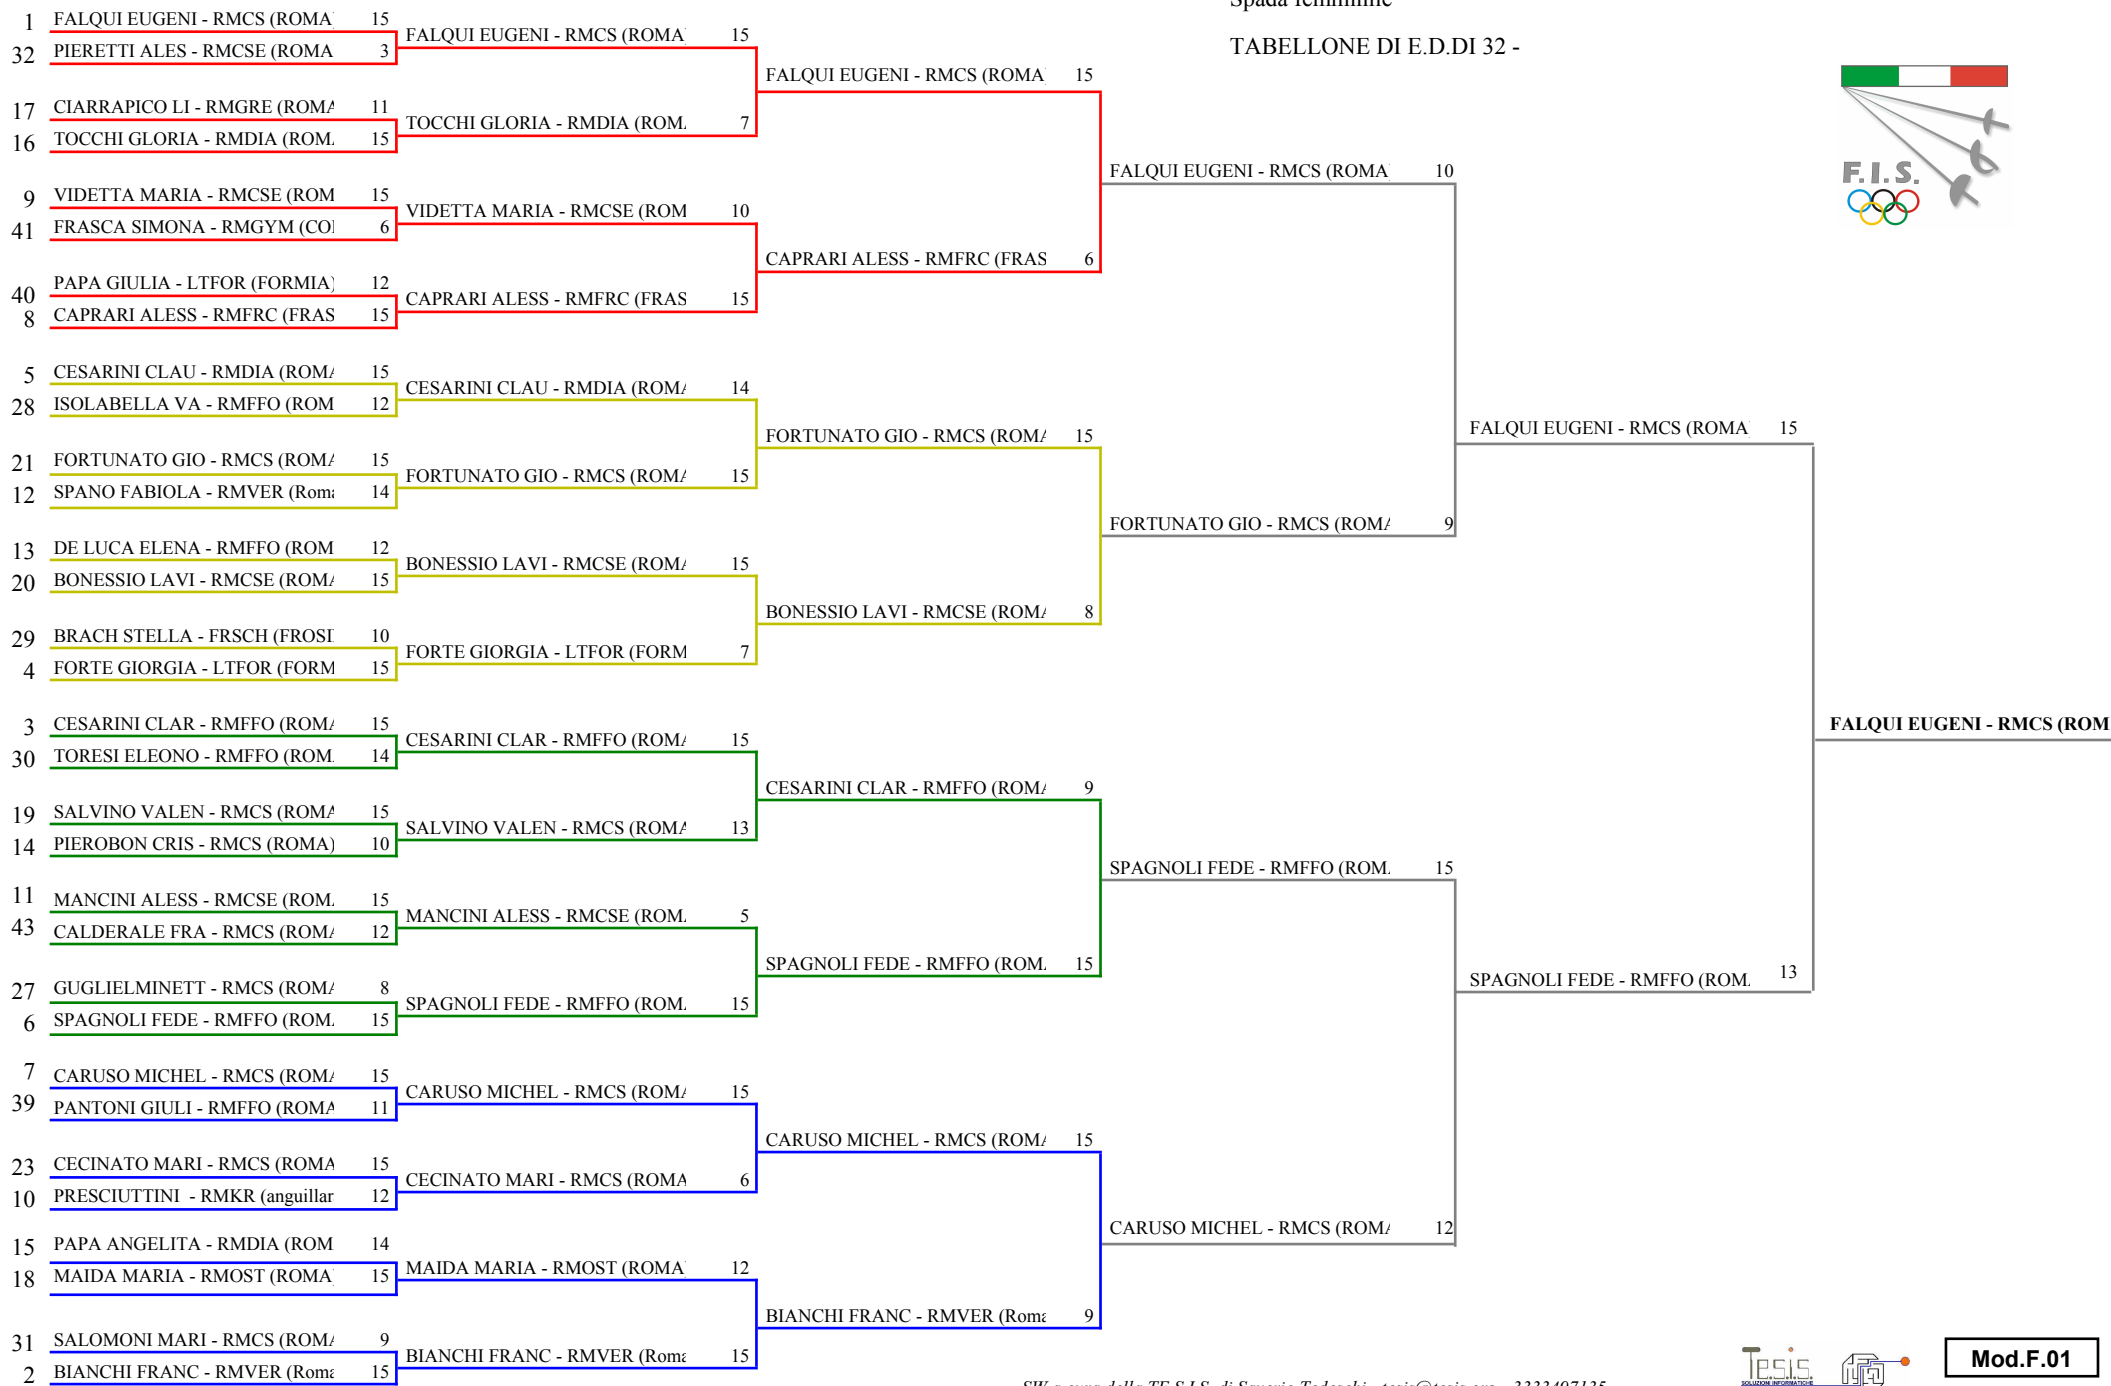 Spada femminile
TABELLONE DI E.D.DI 32 -
1 FALQUI EUGENI - RMCS (ROMA 15
32 PIERETTI ALES - RMCSE (ROMA 3
17 CIARRAPICO LI - RMGRE (ROMA 11
16 TOCCHI GLORIA - RMDIA (ROM. 15
9 VIDETTA MARIA - RMCSE (ROM 15
41 FRASCA SIMONA - RMGYM (COI 6
40 PAPA GIULIA - LTFOR (FORMIA) 12
8 CAPRARI ALESS - RMFRC (FRAS 15
5 CESARINI CLAU - RMDIA (ROMA 15
28 ISOLABELLA VA - RMFFO (ROM 12
21 FORTUNATO GIO - RMCS (ROMA 15
12 SPANO FABIOLA - RMVER (Roma 14
13 DE LUCA ELENA - RMFFO (ROM 12
20 BONESSIO LAVI - RMCSE (ROMA 15
29 BRACH STELLA - FRSCH (FROSI 10
4 FORTE GIORGIA - LTFOR (FORM 15
3 CESARINI CLAR - RMFFO (ROMA 15
30 TORESI ELEONO - RMFFO (ROM. 14
19 SALVINO VALEN - RMCS (ROMA 15
14 PIEROBON CRIS - RMCS (ROMA) 10
11 MANCINI ALESS - RMCSE (ROM. 15
43 CALDERALE FRA - RMCS (ROMA 12
27 GUGLIELMINETT - RMCS (ROMA 8
6 SPAGNOLI FEDE - RMFFO (ROM. 15
7 CARUSO MICHEL - RMCS (ROMA 15
39 PANTONI GIULI - RMFFO (ROMA 11
23 CECINATO MARI - RMCS (ROMA 15
10 PRESCIUTTINI - RMKR (anguillar 12
15 PAPA ANGELITA - RMDIA (ROM 14
18 MAIDA MARIA - RMOST (ROMA) 15
31 SALOMONI MARI - RMCS (ROMA 9
2 BIANCHI FRANC - RMVER (Roma 15
FALQUI EUGENI - RMCS (ROMA 15
TOCCHI GLORIA - RMDIA (ROM. 7
VIDETTA MARIA - RMCSE (ROM 10
CAPRARI ALESS - RMFRC (FRAS 15
CESARINI CLAU - RMDIA (ROMA 14
FORTUNATO GIO - RMCS (ROMA 15
BONESSIO LAVI - RMCSE (ROMA 15
FORTE GIORGIA - LTFOR (FORM 7
CESARINI CLAR - RMFFO (ROMA 15
SALVINO VALEN - RMCS (ROMA 13
MANCINI ALESS - RMCSE (ROM. 5
SPAGNOLI FEDE - RMFFO (ROM. 15
CARUSO MICHEL - RMCS (ROMA 15
CECINATO MARI - RMCS (ROMA 6
MAIDA MARIA - RMOST (ROMA 12
BIANCHI FRANC - RMVER (Roma 15
FALQUI EUGENI - RMCS (ROMA 15
CAPRARI ALESS - RMFRC (FRAS 6
FORTUNATO GIO - RMCS (ROMA 15
BONESSIO LAVI - RMCSE (ROMA 8
CESARINI CLAR - RMFFO (ROMA 9
SPAGNOLI FEDE - RMFFO (ROM. 15
CARUSO MICHEL - RMCS (ROMA 15
BIANCHI FRANC - RMVER (Roma 9
FALQUI EUGENI - RMCS (ROMA 10
FORTUNATO GIO - RMCS (ROMA 9
SPAGNOLI FEDE - RMFFO (ROM. 15
CARUSO MICHEL - RMCS (ROMA 12
FALQUI EUGENI - RMCS (ROMA 15
SPAGNOLI FEDE - RMFFO (ROM. 13
FALQUI EUGENI - RMCS (ROM
F.I.S.
SW a cura della TE.S.I.S. di Saverio Tedeschi - tesis@tesis.org - 3333497135
Te.s.i.s.
SOLUZIONI INFORMATICHE
Mod.F.01